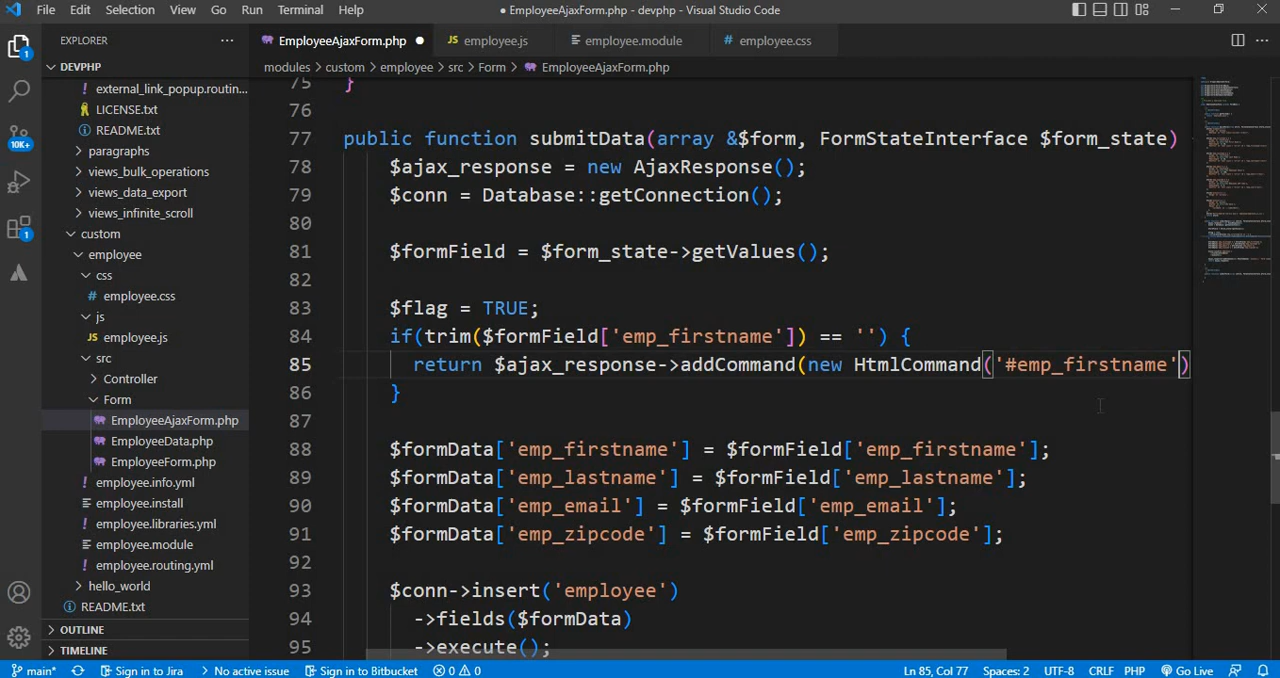 File Edit Selection View Go Run Terminal Help
● EmployeeAjaxForm.php - devphp - Visual Studio Code
EXPLORER ...
EmployeeAjaxForm.php ●
employee.js
employee.module
employee.css
DEVPHP
modules > custom > employee > src > Form > EmployeeAjaxForm.php
external_link_popup.routin...
LICENSE.txt
README.txt
paragraphs
views_bulk_operations
views_data_export
views_infinite_scroll
custom
employee
css
employee.css
js
employee.js
src
Controller
Form
EmployeeAjaxForm.php
EmployeeData.php
EmployeeForm.php
employee.info.yml
employee.install
employee.libraries.yml
employee.module
employee.routing.yml
hello_world
README.txt
OUTLINE
TIMELINE
1
10K+
1
75 }
76
77 public function submitData(array &$form, FormStateInterface $form_state)
78 $ajax_response = new AjaxResponse();
79 $conn = Database::getConnection();
80
81 $formField = $form_state->getValues();
82
83 $flag = TRUE;
84 if(trim($formField['emp_firstname']) == '') {
85 return $ajax_response->addCommand(new HtmlCommand('#emp_firstname')
86 }
87
88 $formData['emp_firstname'] = $formField['emp_firstname'];
89 $formData['emp_lastname'] = $formField['emp_lastname'];
90 $formData['emp_email'] = $formField['emp_email'];
91 $formData['emp_zipcode'] = $formField['emp_zipcode'];
92
93 $conn->insert('employee')
94 ->fields($formData)
95 ->execute();
main* Sign in to Jira No active issue Sign in to Bitbucket 0 0 Ln 85, Col 77 Spaces: 2 UTF-8 CRLF PHP Go Live